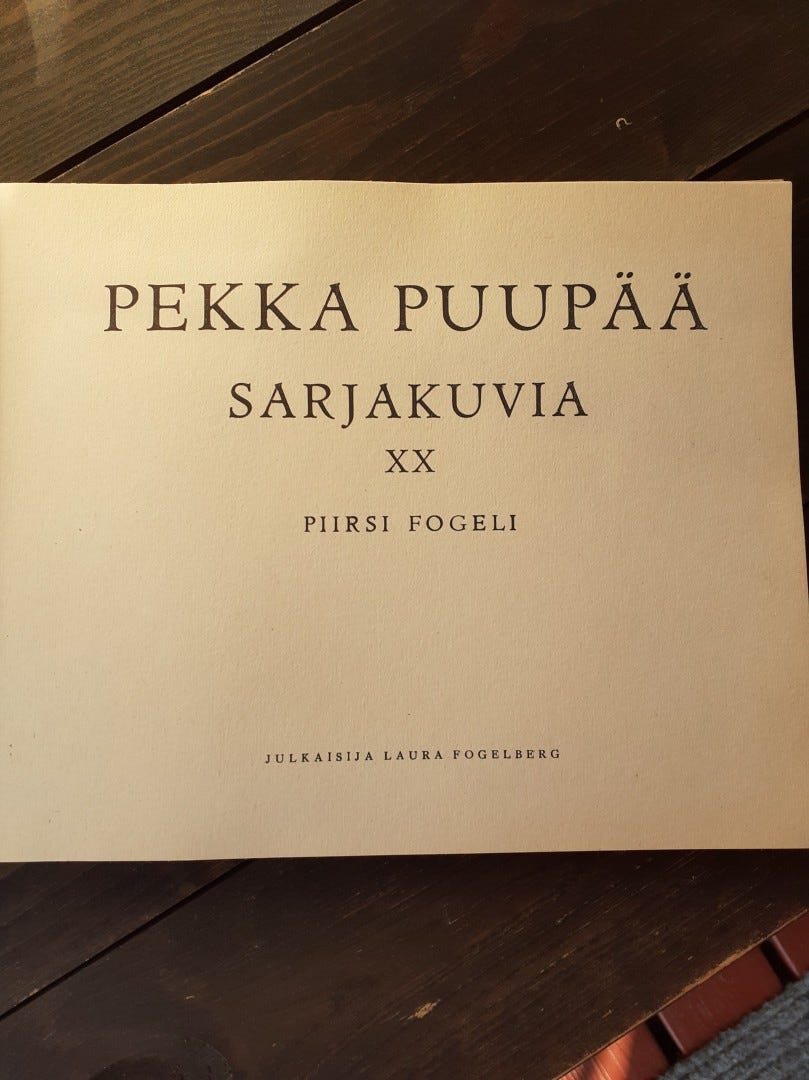 PEKKA PUUPÄÄ
SARJAKUVIA
XX
PIIRSI FOGELI
JULKAISIJA LAURA FOGELBERG